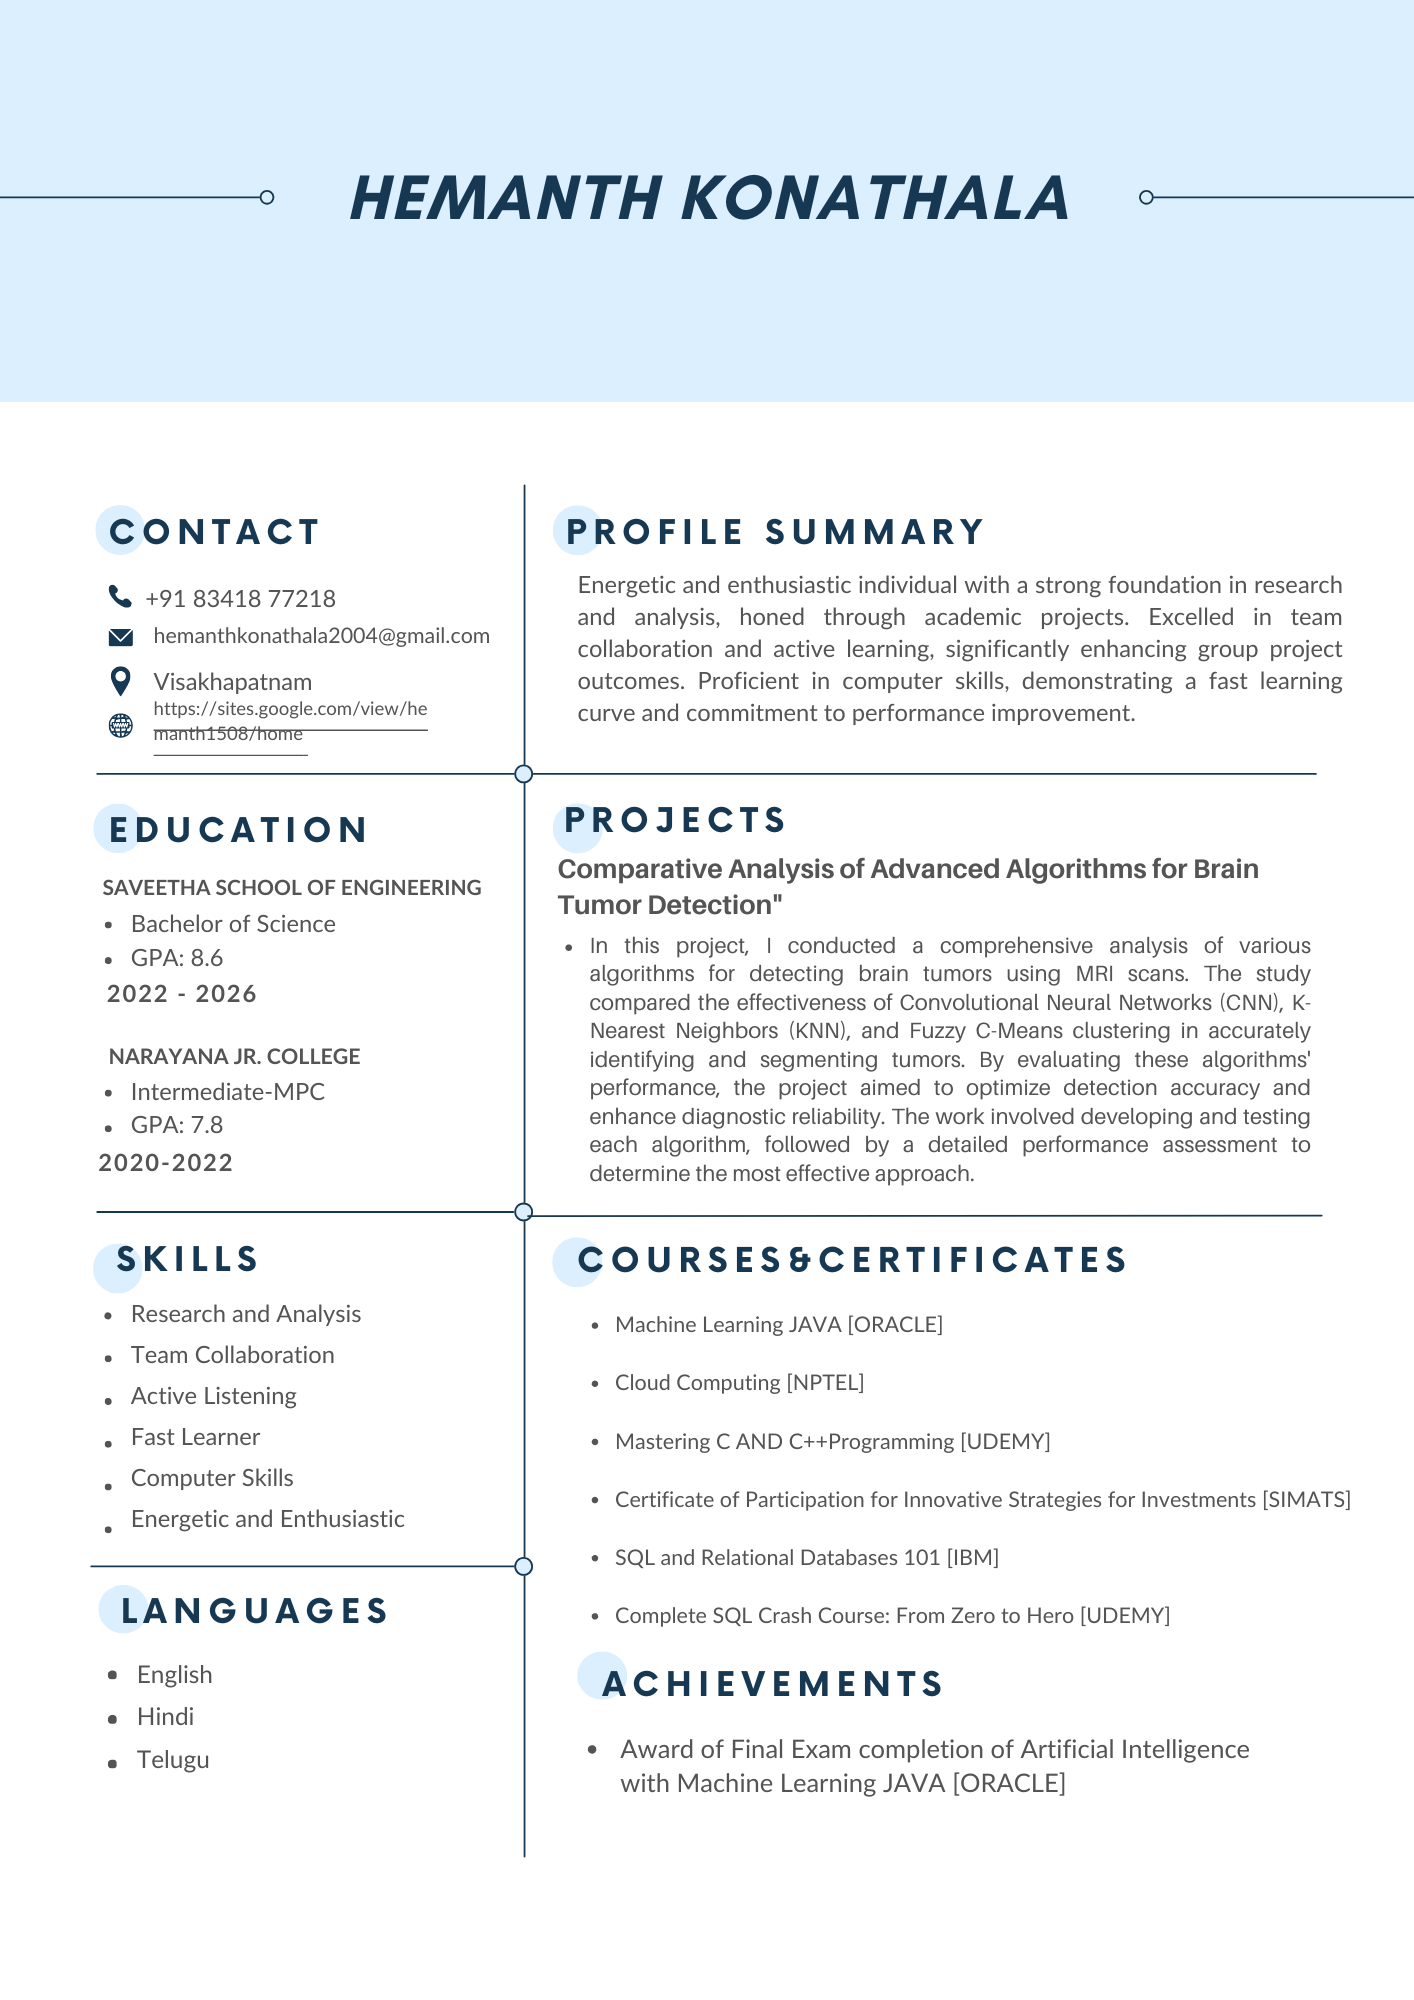 HEMANTH KONATHALA
CONTACT
+91 83418 77218
hemanthkonathala2004@gmail.com
Visakhapatnam
https://sites.google.com/view/he
manth1508/home
EDUCATION
SAVEETHA SCHOOL OF ENGINEERING
• Bachelor of Science
• GPA: 8.6
2022 - 2026
NARAYANA JR. COLLEGE
• Intermediate-MPC
• GPA: 7.8
2020-2022
SKILLS
• Research and Analysis
• Team Collaboration
• Active Listening
• Fast Learner
• Computer Skills
• Energetic and Enthusiastic
LANGUAGES
• English
• Hindi
• Telugu
PROFILE SUMMARY
Energetic and enthusiastic individual with a strong foundation in research
and analysis, honed through academic projects. Excelled in team
collaboration and active learning, significantly enhancing group project
outcomes. Proficient in computer skills, demonstrating a fast learning
curve and commitment to performance improvement.
PROJECTS
Comparative Analysis of Advanced Algorithms for Brain
Tumor Detection"
• In this project, I conducted a comprehensive analysis of various
algorithms for detecting brain tumors using MRI scans. The study
compared the effectiveness of Convolutional Neural Networks (CNN), K-
Nearest Neighbors (KNN), and Fuzzy C-Means clustering in accurately
identifying and segmenting tumors. By evaluating these algorithms'
performance, the project aimed to optimize detection accuracy and
enhance diagnostic reliability. The work involved developing and testing
each algorithm, followed by a detailed performance assessment to
determine the most effective approach.
COURSES&CERTIFICATES
• Machine Learning JAVA [ORACLE]
• Cloud Computing [NPTEL]
• Mastering C AND C++Programming [UDEMY]
• Certificate of Participation for Innovative Strategies for Investments [SIMATS]
• SQL and Relational Databases 101 [IBM]
• Complete SQL Crash Course: From Zero to Hero [UDEMY]
ACHIEVEMENTS
• Award of Final Exam completion of Artificial Intelligence
with Machine Learning JAVA [ORACLE]